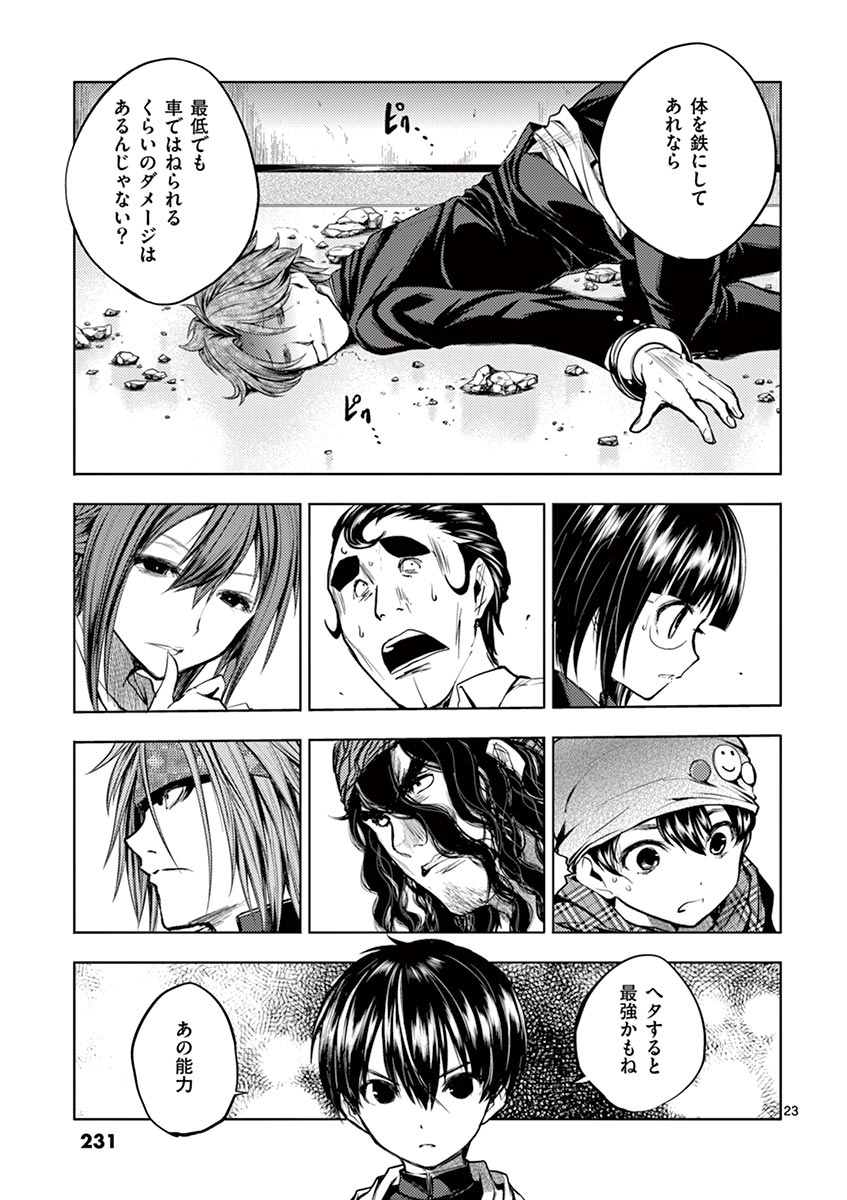 体を鉄にして
あれなら
ピク…
最低でも
車ではねられる
くらいのダメージは
あるんじゃない？
ピク…
ヘタすると
最強かもね
あの能力
23
231